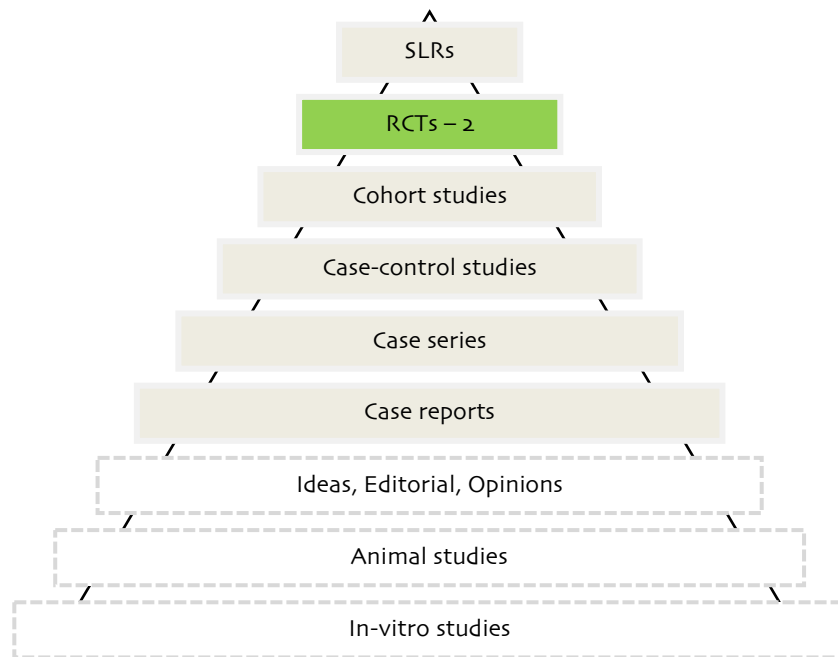 SLRs
RCTs – 2
Cohort studies
Case-control studies
Case series
Case reports
Ideas, Editorial, Opinions
Animal studies
In-vitro studies